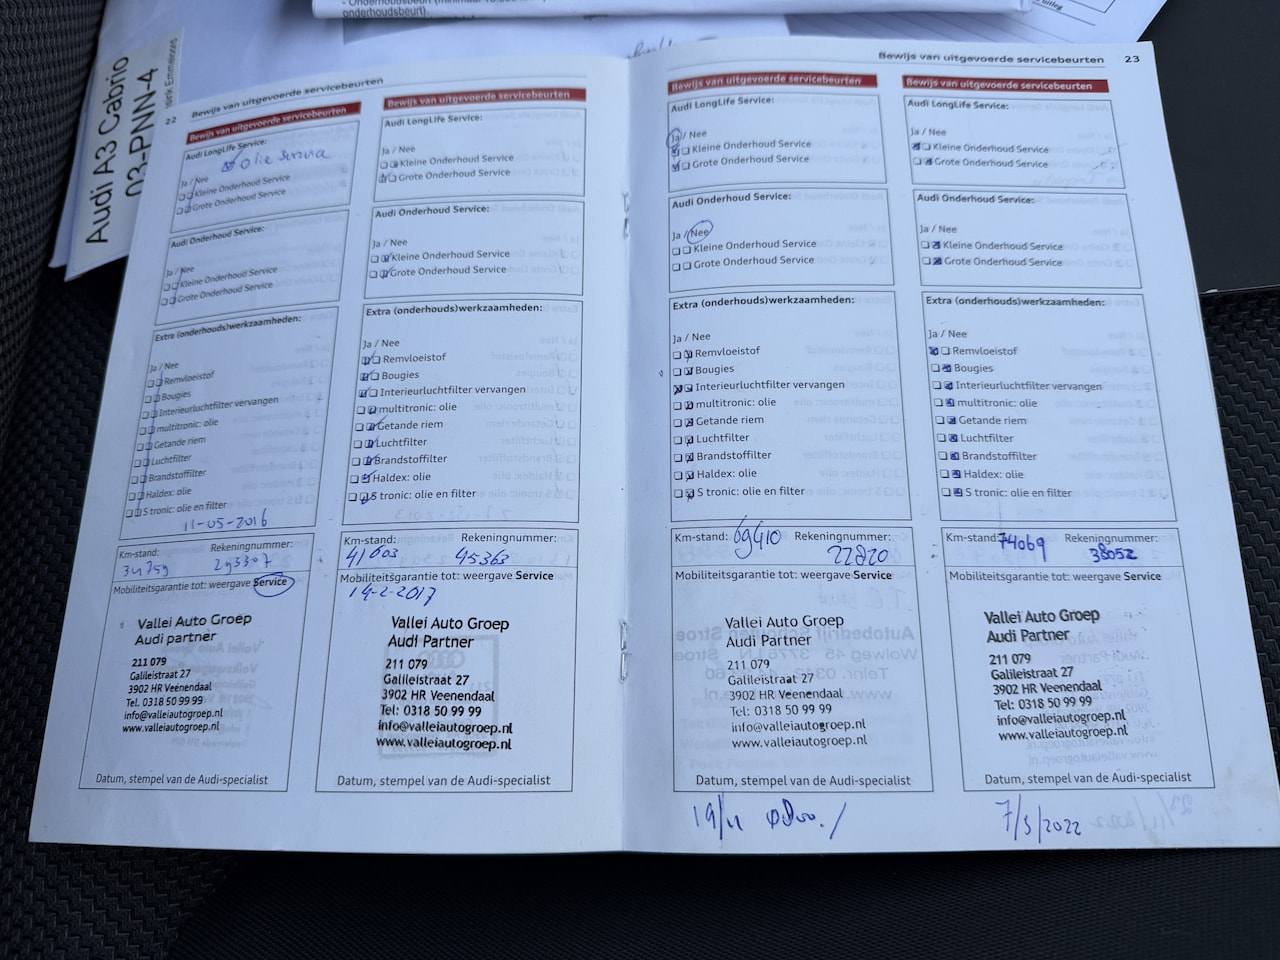 onderhoudsbeurt).
Audi A3 Cabrio
03-PNN-4
22 Bewijs van uitgevoerde servicebeurten
Bewijs van uitgevoerde servicebeurten
Audi LongLife Service:
Olie service
Ja / Nee
Kleine Onderhoud Service
Grote Onderhoud Service
Audi Onderhoud Service:
Ja / Nee
Kleine Onderhoud Service
Grote Onderhoud Service
Extra (onderhouds)werkzaamheden:
Ja / Nee
Remvloeistof
Bougies
Interieurluchtfilter vervangen
multitronic: olie
Getande riem
Luchtfilter
Brandstoffilter
Haldex: olie
S tronic: olie en filter
11-05-2016
Km-stand: Rekeningnummer:
34759 293307
Mobiliteitsgarantie tot: weergave Service
Vallei Auto Groep
Audi partner
211 079
Galileistraat 27
3902 HR Veenendaal
Tel: 0318 50 99 99
info@valleiautogroep.nl
www.valleiautogroep.nl
Datum, stempel van de Audi-specialist
Bewijs van uitgevoerde servicebeurten
Audi LongLife Service:
Ja / Nee
Kleine Onderhoud Service
Grote Onderhoud Service
Audi Onderhoud Service:
Ja / Nee
Kleine Onderhoud Service
Grote Onderhoud Service
Extra (onderhouds)werkzaamheden:
Ja / Nee
Remvloeistof
Bougies
Interieurluchtfilter vervangen
multitronic: olie
Getande riem
Luchtfilter
Brandstoffilter
Haldex: olie
S tronic: olie en filter
Km-stand: Rekeningnummer:
41603 45363
Mobiliteitsgarantie tot: weergave Service
14-2-2017
Vallei Auto Groep
Audi Partner
211 079
Galileistraat 27
3902 HR Veenendaal
Tel: 0318 50 99 99
info@valleiautogroep.nl
www.valleiautogroep.nl
Datum, stempel van de Audi-specialist
Bewijs van uitgevoerde servicebeurten 23
Bewijs van uitgevoerde servicebeurten
Audi LongLife Service:
Ja / Nee
Kleine Onderhoud Service
Grote Onderhoud Service
Audi Onderhoud Service:
Ja / Nee
Kleine Onderhoud Service
Grote Onderhoud Service
Extra (onderhouds)werkzaamheden:
Ja / Nee
Remvloeistof
Bougies
Interieurluchtfilter vervangen
multitronic: olie
Getande riem
Luchtfilter
Brandstoffilter
Haldex: olie
S tronic: olie en filter
Km-stand: 69410 Rekeningnummer:
22820
Mobiliteitsgarantie tot: weergave Service
Vallei Auto Groep
Audi Partner
211 079
Galileistraat 27
3902 HR Veenendaal
Tel: 0318 50 99 99
info@valleiautogroep.nl
www.valleiautogroep.nl
Datum, stempel van de Audi-specialist
19/11
Bewijs van uitgevoerde servicebeurten
Audi LongLife Service:
Ja / Nee
Kleine Onderhoud Service
Grote Onderhoud Service
Audi Onderhoud Service:
Ja / Nee
Kleine Onderhoud Service
Grote Onderhoud Service
Extra (onderhouds)werkzaamheden:
Ja / Nee
Remvloeistof
Bougies
Interieurluchtfilter vervangen
multitronic: olie
Getande riem
Luchtfilter
Brandstoffilter
Haldex: olie
S tronic: olie en filter
Km-stand: 74069 Rekeningnummer:
38052
Mobiliteitsgarantie tot: weergave Service
Vallei Auto Groep
Audi Partner
211 079
Galileistraat 27
3902 HR Veenendaal
Tel: 0318 50 99 99
info@valleiautogroep.nl
www.valleiautogroep.nl
Datum, stempel van de Audi-specialist
7/3/2022